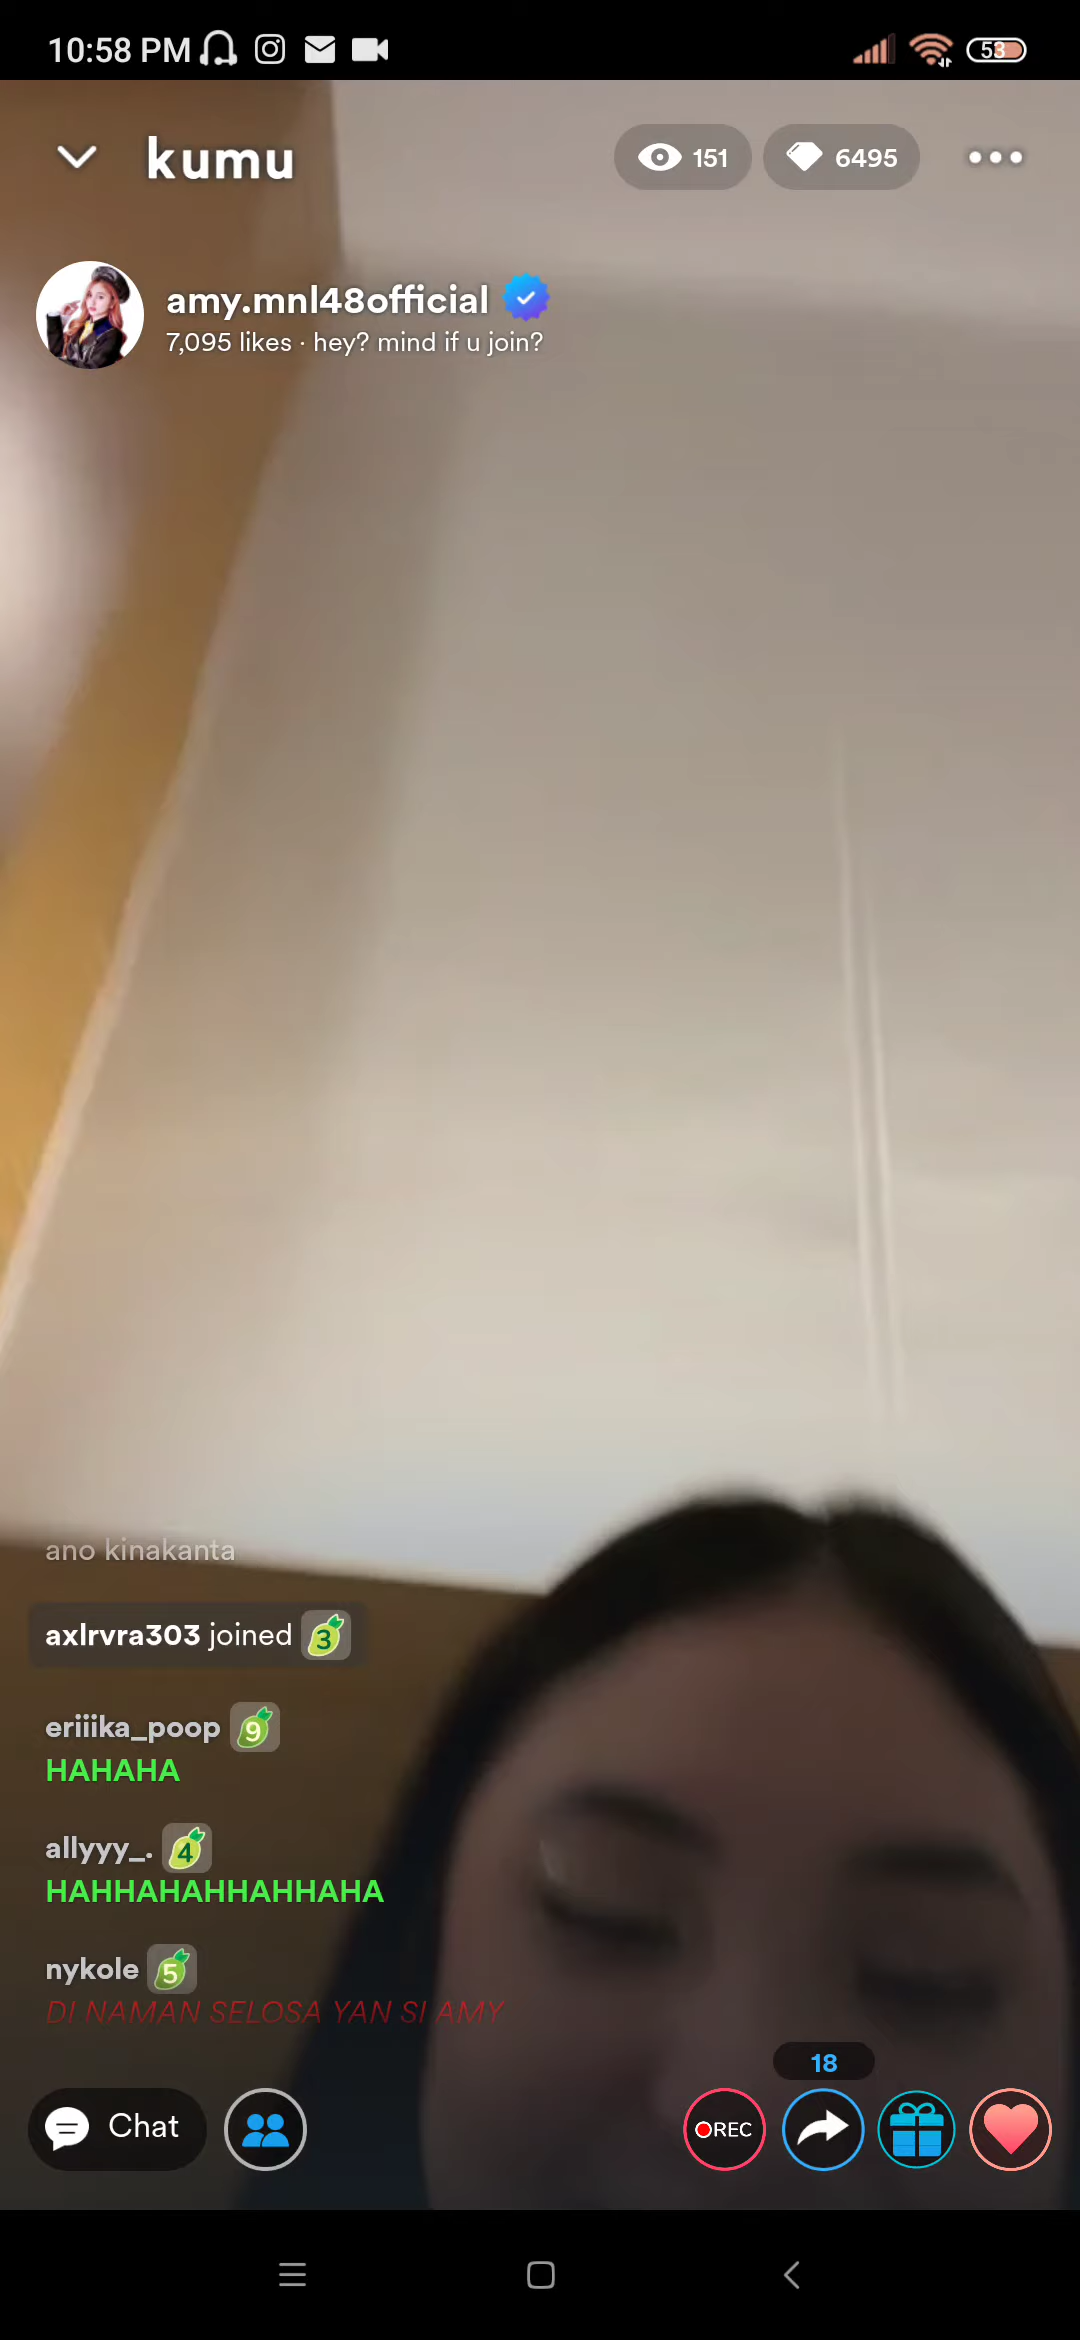 10:58 PM
53
kumu
151
6495
amy.mnl48official
7,095 likes · hey? mind if u join?
ano kinakanta
axlrvra303 joined 3
eriiika_poop 9
HAHAHA
allyyy_. 4
HAHHAHAHHAHHAHA
nykole 5
DI NAMAN SELOSA YAN SI AMY
18
Chat
REC